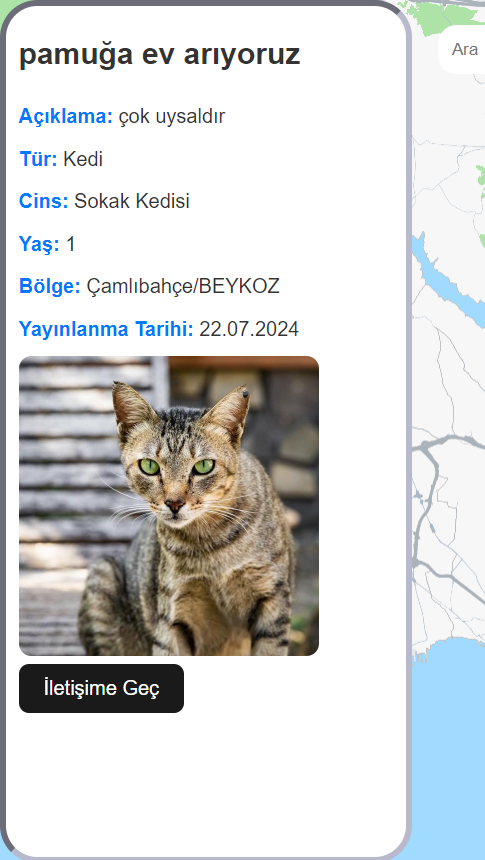 pamuğa ev arıyoruz
Ara
Açıklama: çok uysaldır
Tür: Kedi
Cins: Sokak Kedisi
Yaş: 1
Bölge: Çamlıbahçe/BEYKOZ
Yayınlanma Tarihi: 22.07.2024
İletişime Geç